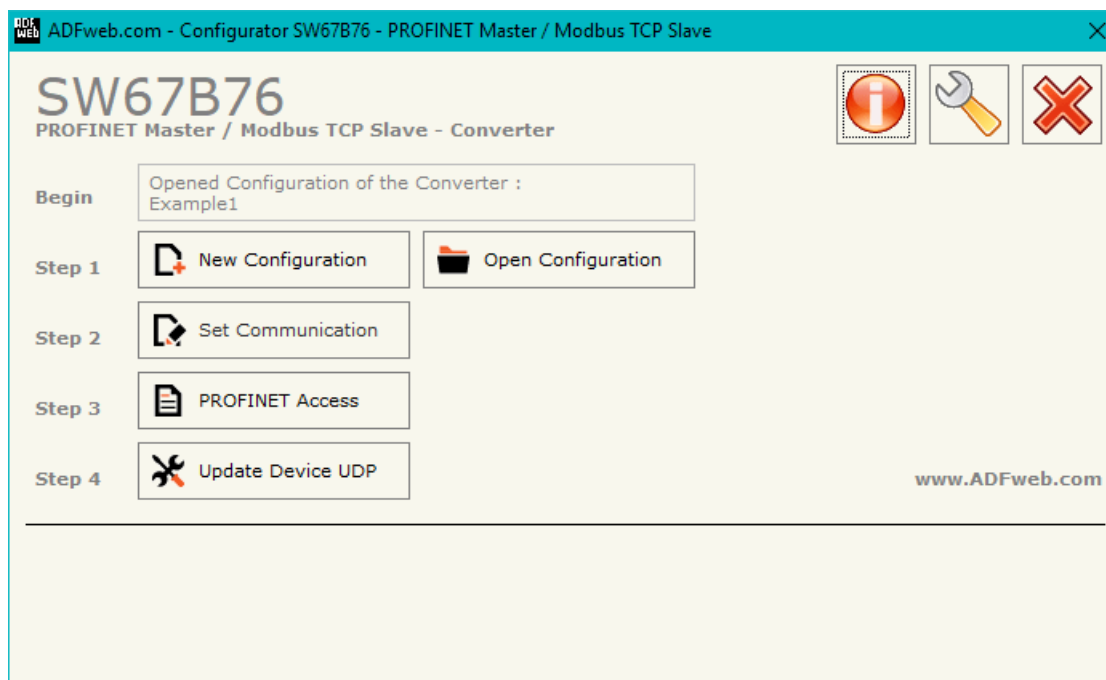 ADF WEB ADFweb.com - Configurator SW67B76 - PROFINET Master / Modbus TCP Slave
SW67B76
PROFINET Master / Modbus TCP Slave - Converter
Begin
Opened Configuration of the Converter :
Example1
Step 1
New Configuration
Open Configuration
Step 2
Set Communication
Step 3
PROFINET Access
Step 4
Update Device UDP
www.ADFweb.com